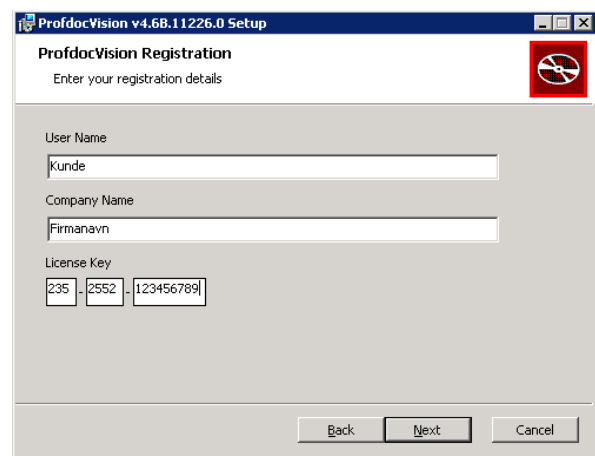 ProfdocVision v4.6B.11226.0 Setup
ProfdocVision Registration
Enter your registration details
User Name
Kunde
Company Name
Firmanavn
License Key
235 - 2552 - 123456789
Back Next Cancel